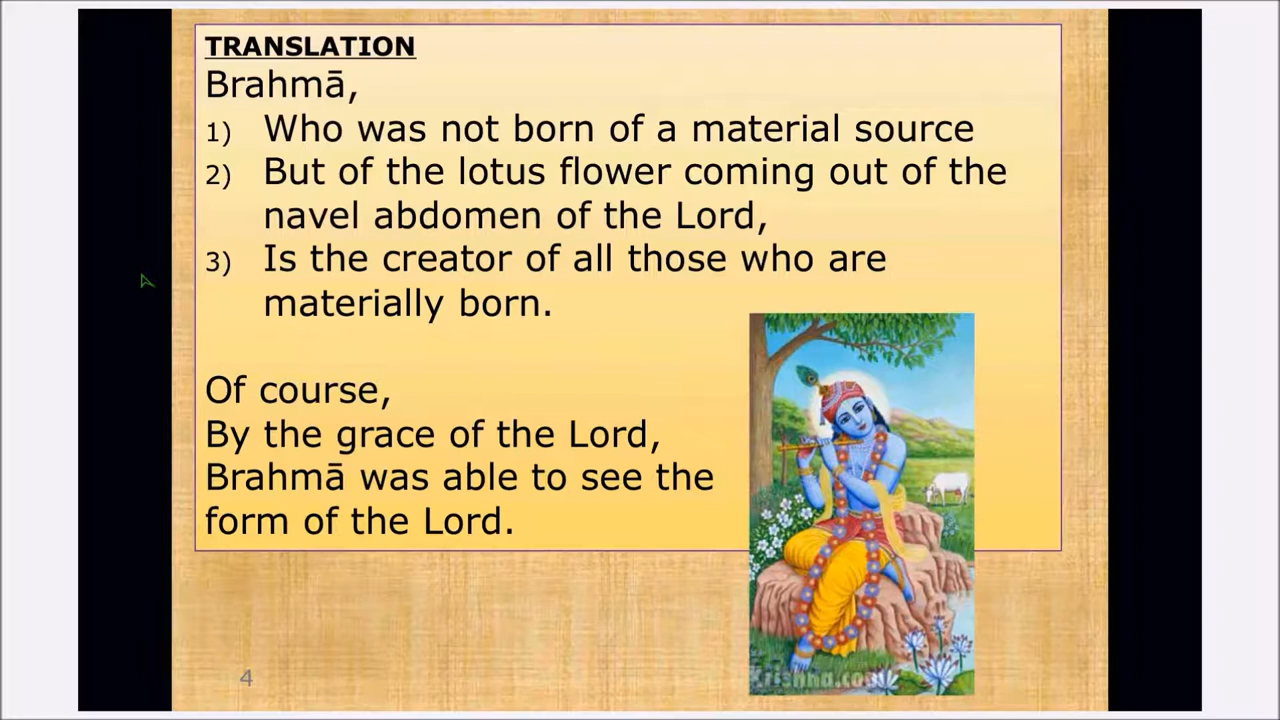 TRANSLATION
Brahmā,
1) Who was not born of a material source
2) But of the lotus flower coming out of the
navel abdomen of the Lord,
3) Is the creator of all those who are
materially born.
Of course,
By the grace of the Lord,
Brahmā was able to see the
form of the Lord.
Krishna.com
4